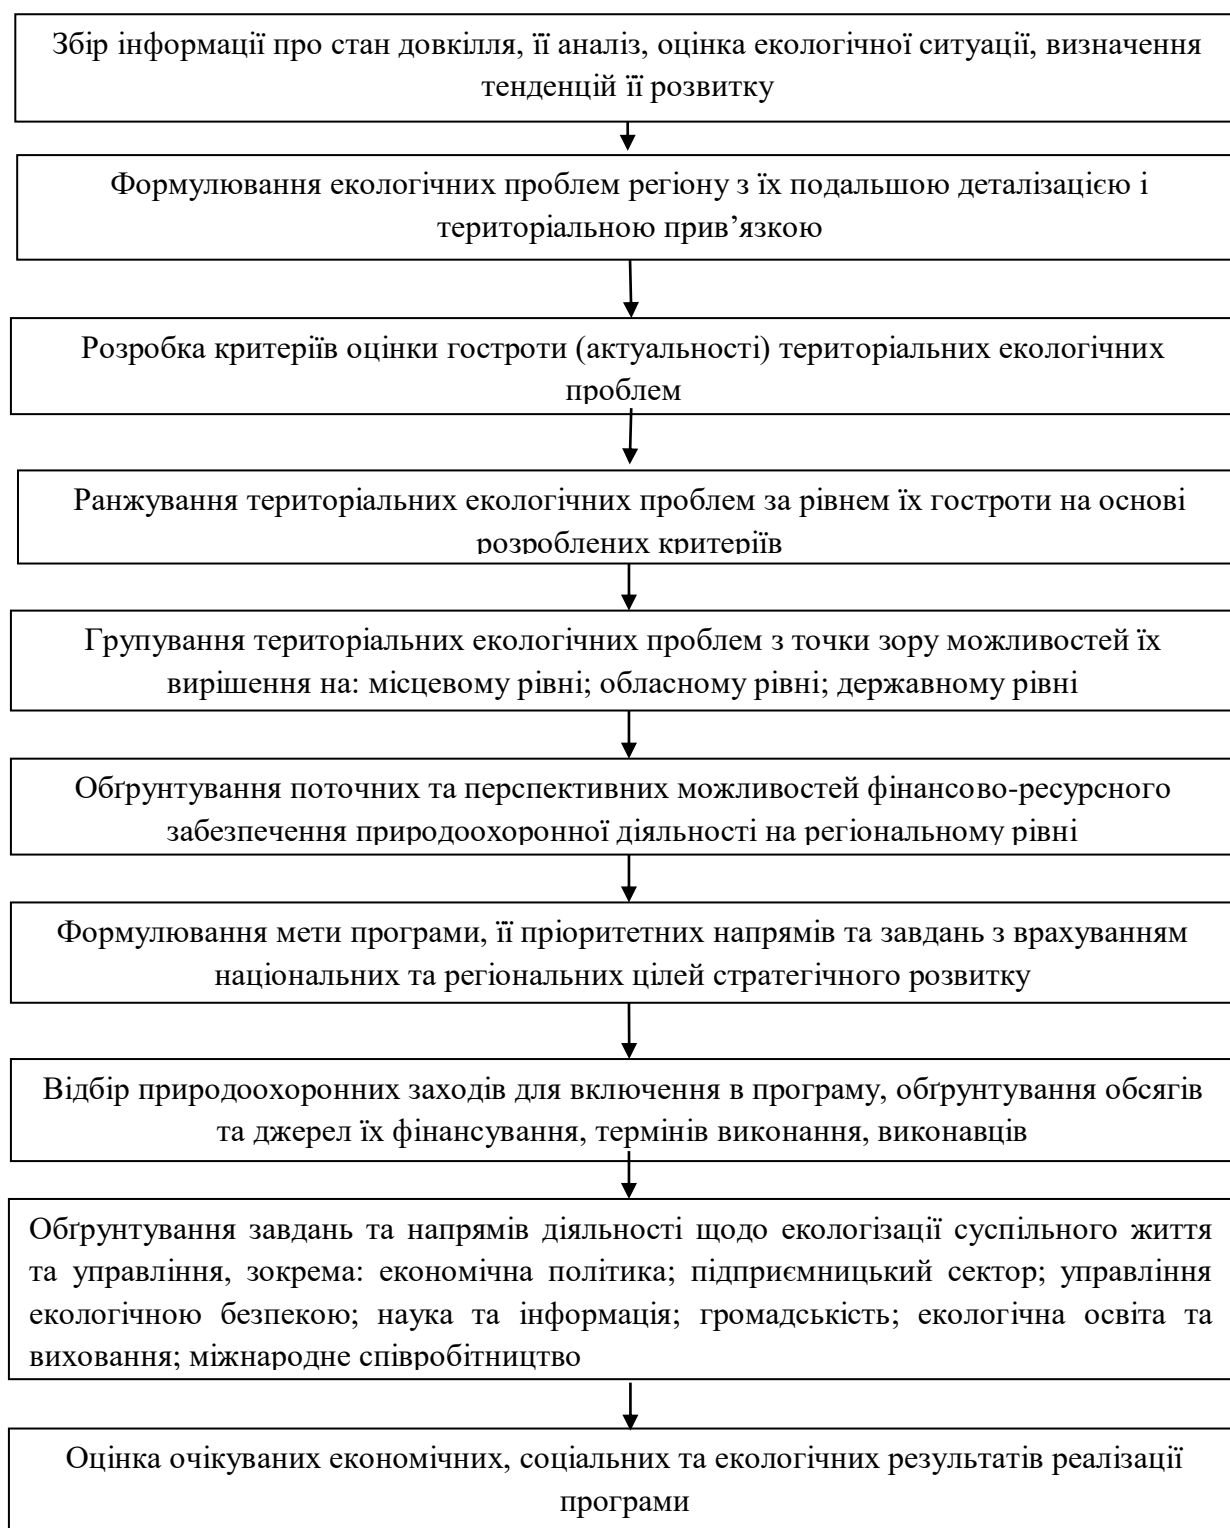 Збір інформації про стан довкілля, її аналіз, оцінка екологічної ситуації, визначення
тенденцій її розвитку
Формулювання екологічних проблем регіону з їх подальшою деталізацією і
територіальною прив’язкою
Розробка критеріїв оцінки гостроти (актуальності) територіальних екологічних
проблем
Ранжування територіальних екологічних проблем за рівнем їх гостроти на основі
розроблених критеріїв
Групування територіальних екологічних проблем з точки зору можливостей їх
вирішення на: місцевому рівні; обласному рівні; державному рівні
Обґрунтування поточних та перспективних можливостей фінансово-ресурсного
забезпечення природоохоронної діяльності на регіональному рівні
Формулювання мети програми, її пріоритетних напрямів та завдань з врахуванням
національних та регіональних цілей стратегічного розвитку
Відбір природоохоронних заходів для включення в програму, обґрунтування обсягів
та джерел їх фінансування, термінів виконання, виконавців
Обґрунтування завдань та напрямів діяльності щодо екологізації суспільного життя
та управління, зокрема: економічна політика; підприємницький сектор; управління
екологічною безпекою; наука та інформація; громадськість; екологічна освіта та
виховання; міжнародне співробітництво
Оцінка очікуваних економічних, соціальних та екологічних результатів реалізації
програми